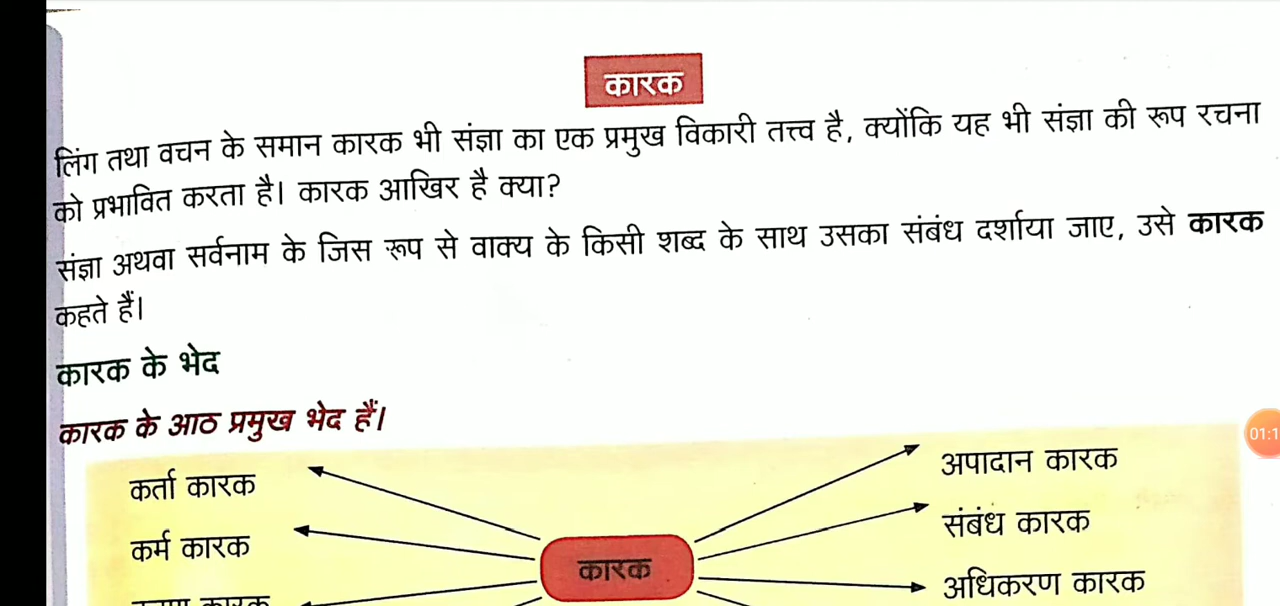 कारक
लिंग तथा वचन के समान कारक भी संज्ञा का एक प्रमुख विकारी तत्त्व है, क्योंकि यह भी संज्ञा की रूप रचना
को प्रभावित करता है। कारक आखिर है क्या?
संज्ञा अथवा सर्वनाम के जिस रूप से वाक्य के किसी शब्द के साथ उसका संबंध दर्शाया जाए, उसे कारक
कहते हैं।
कारक के भेद
कारक के आठ प्रमुख भेद हैं।
कर्ता कारक
कर्म कारक
कारक
कारक
अपादान कारक
संबंध कारक
अधिकरण कारक